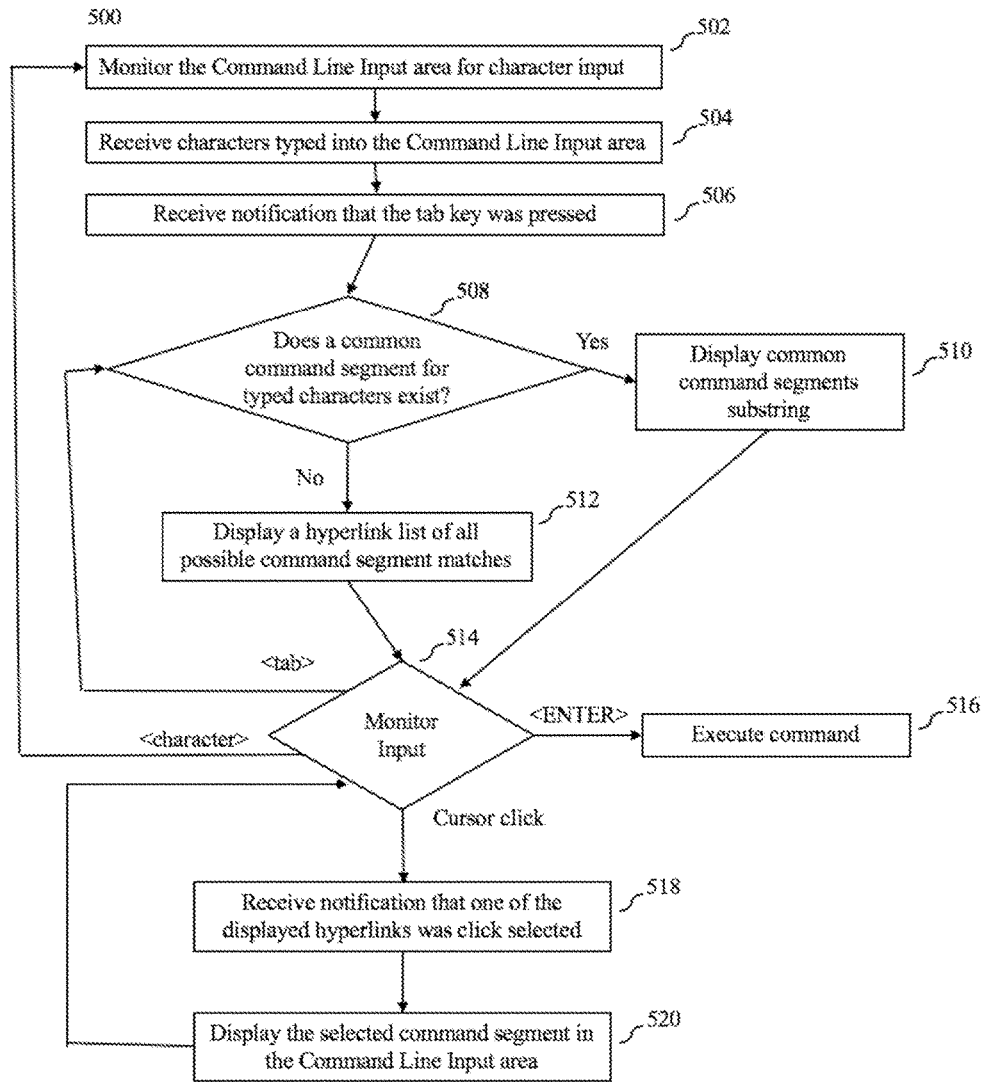 500
502
Monitor the Command Line Input area for character input
504
Receive characters typed into the Command Line Input area
506
Receive notification that the tab key was pressed
508
Does a common
command segment for
typed characters exist?
Yes
510
Display common
command segments
substring
No
512
Display a hyperlink list of all
possible command segment matches
514
<tab>
Monitor
Input
<ENTER>
516
Execute command
<character>
Cursor click
518
Receive notification that one of the
displayed hyperlinks was click selected
520
Display the selected command segment in
the Command Line Input area